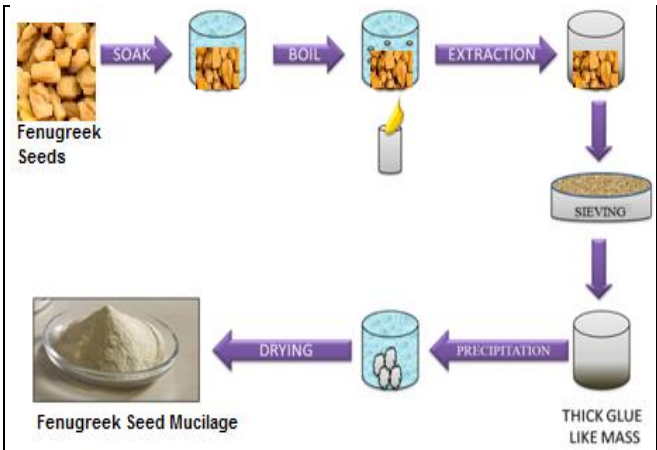 SOAK
BOIL
EXTRACTION
Fenugreek
Seeds
SIEVING
DRYING
PRECIPITATION
Fenugreek Seed Mucilage
THICK GLUE
LIKE MASS